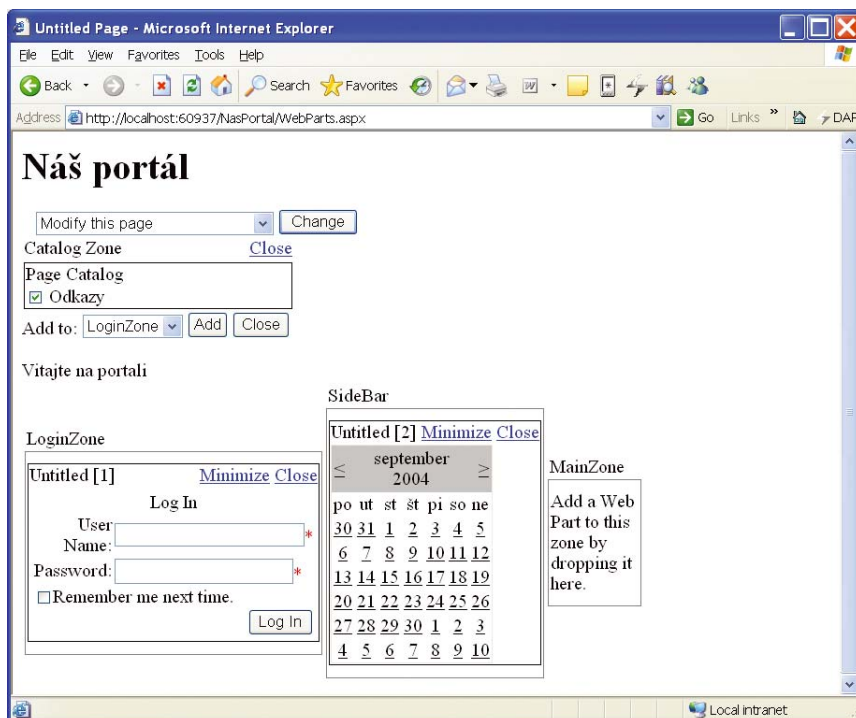 Untitled Page - Microsoft Internet Explorer
File Edit View Favorites Tools Help
Back Search Favorites
Address http://localhost:60937/NasPortal/WebParts.aspx Go Links » DAP
Náš portál
Modify this page Change
Catalog Zone Close
Page Catalog
Odkazy
Add to: LoginZone Add Close
Vitajte na portali
SideBar
Untitled [2] Minimize Close
< september 2004 >
po ut st št pi so ne
30 31 1 2 3 4 5
6 7 8 9 10 11 12
13 14 15 16 17 18 19
20 21 22 23 24 25 26
27 28 29 30 1 2 3
4 5 6 7 8 9 10
LoginZone
Untitled [1] Minimize Close
Log In
User
Name: *
Password: *
Remember me next time.
Log In
MainZone
Add a Web
Part to this
zone by
dropping it
here.
Local intranet